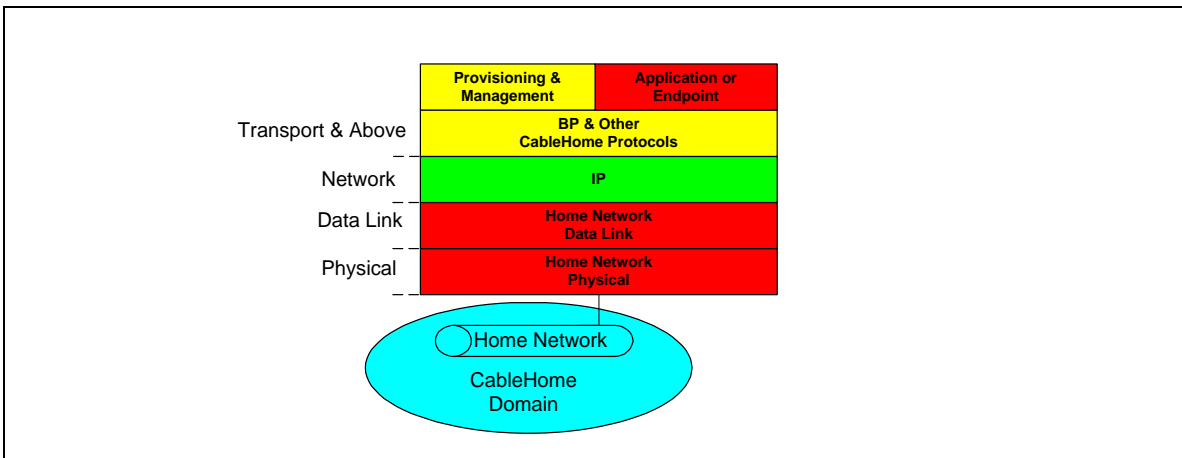 Provisioning &
Management
Application or
Endpoint
Transport & Above
BP & Other
CableHome Protocols
Network
IP
Data Link
Home Network
Data Link
Physical
Home Network
Physical
Home Network
CableHome
Domain